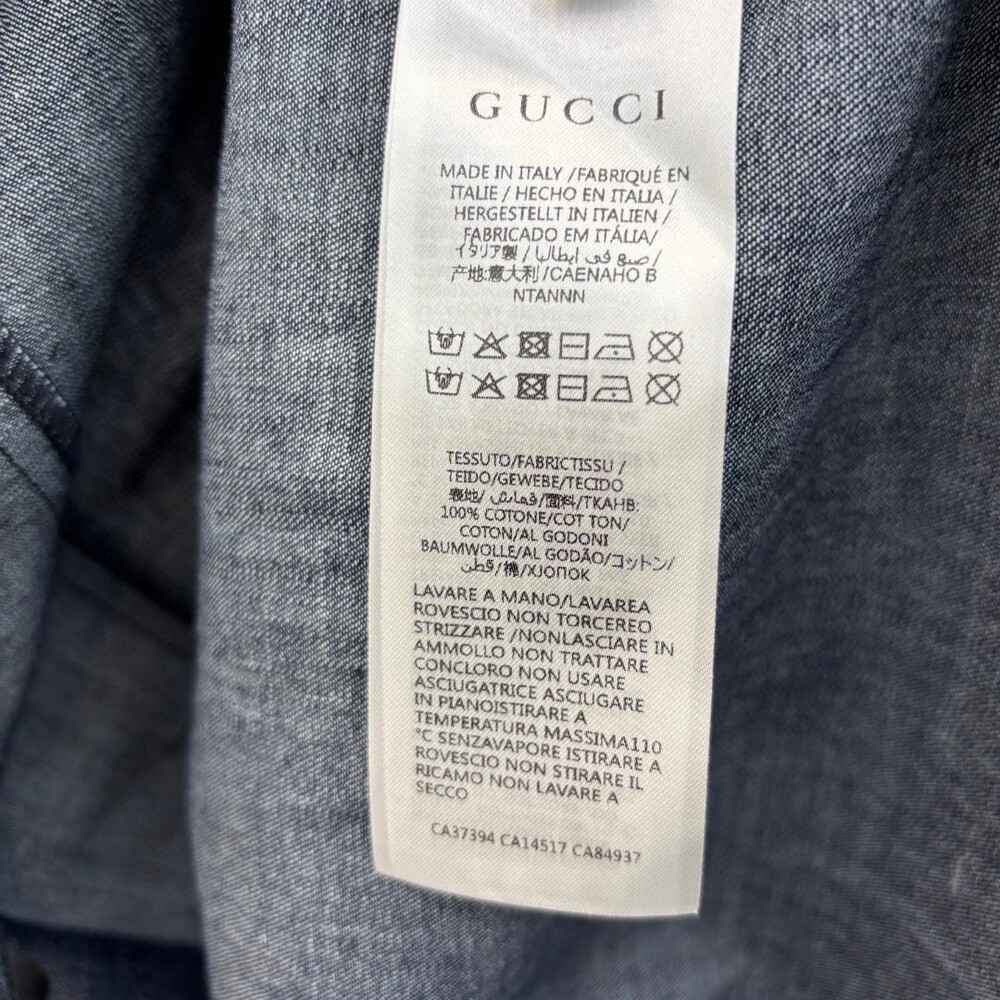 GUCCI
MADE IN ITALY /FABRIQUÉ EN
ITALIE / HECHO EN ITALIA /
HERGESTELLT IN ITALIEN /
FABRICADO EM ITÁLIA/
イタリア製 / صنع فى ايطاليا /
产地:意大利/CAENAHO B
NTANNN
TESSUTO/FABRICTISSU /
TEIDO/GEWEBE/TECIDO
表地/ قماش/面料/TKAHB:
100% COTONE/COT TON/
COTON/AL GODONI
BAUMWOLLE/AL GODÃO/コットン/
قطن/棉/ХЈОПОК
LAVARE A MANO/LAVAREA
ROVESCIO NON TORCEREO
STRIZZARE /NONLASCIARE IN
AMMOLLO NON TRATTARE
CONCLORO NON USARE
ASCIUGATRICE ASCIUGARE
IN PIANOISTIRARE A
TEMPERATURA MASSIMA110
°C SENZAVAPORE ISTIRARE A
ROVESCIO NON STIRARE IL
RICAMO NON LAVARE A
SECCO
CA37394 CA14517 CA84937